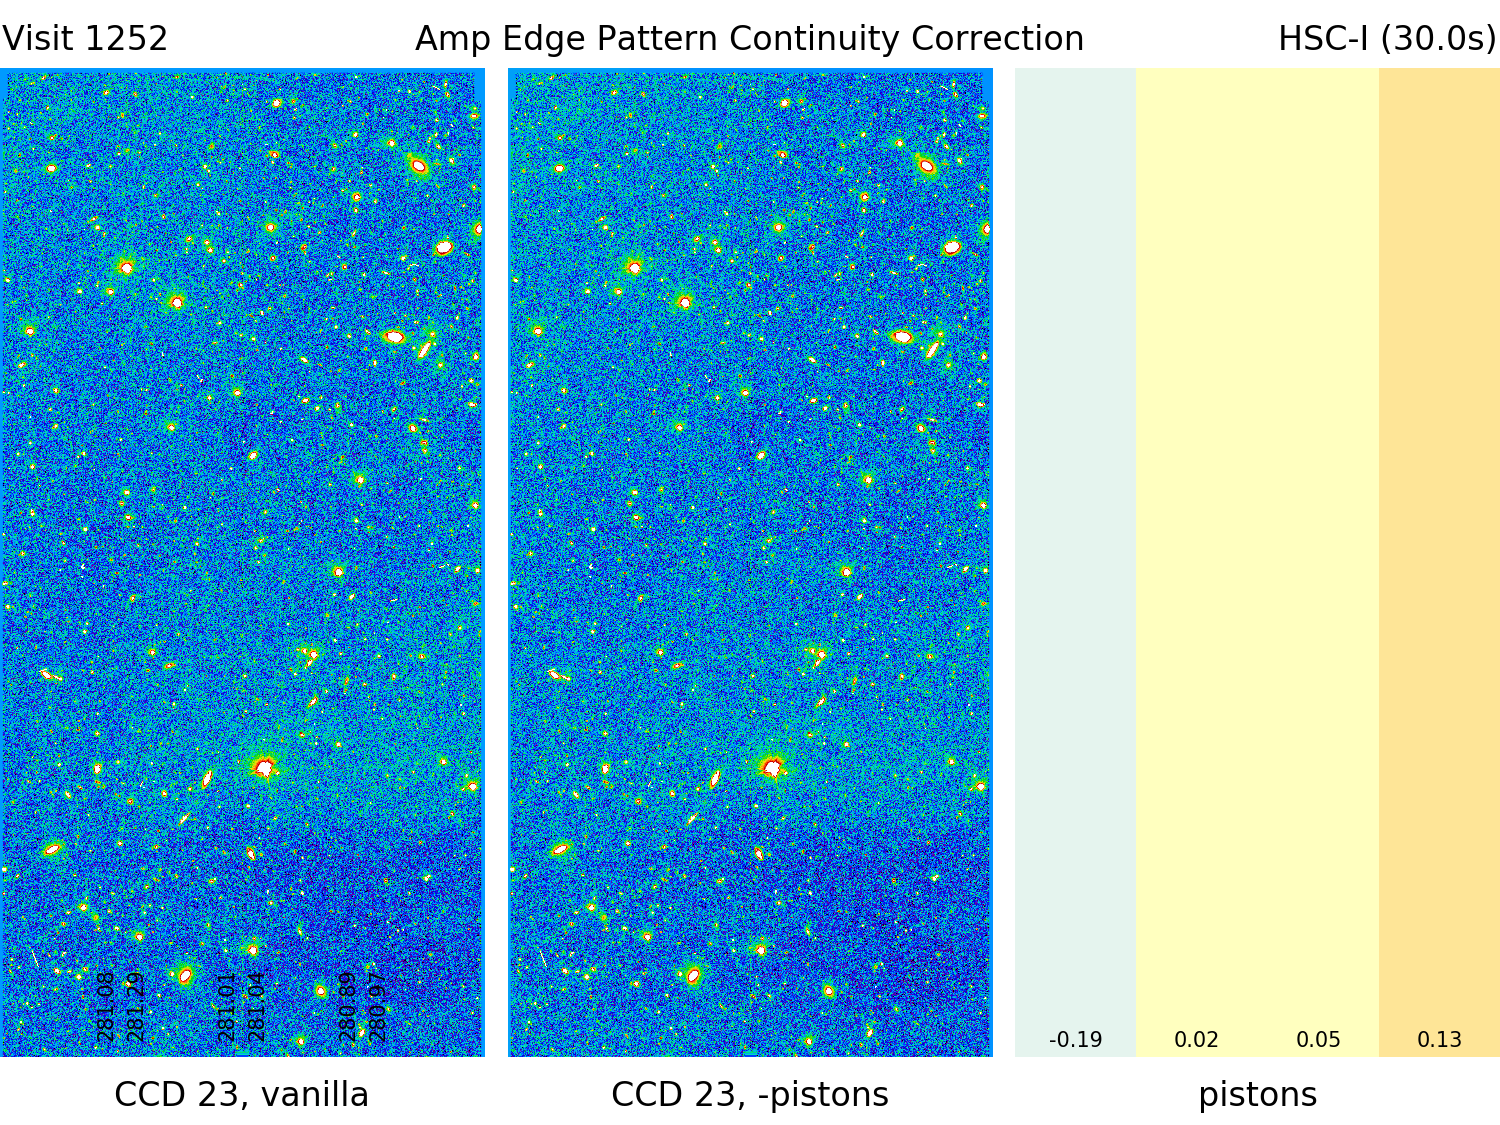 Visit 1252
Amp Edge Pattern Continuity Correction
HSC-I (30.0s)
281.08
281.29
281.01
281.04
280.89
280.97
-0.19
0.02
0.05
0.13
CCD 23, vanilla
CCD 23, -pistons
pistons